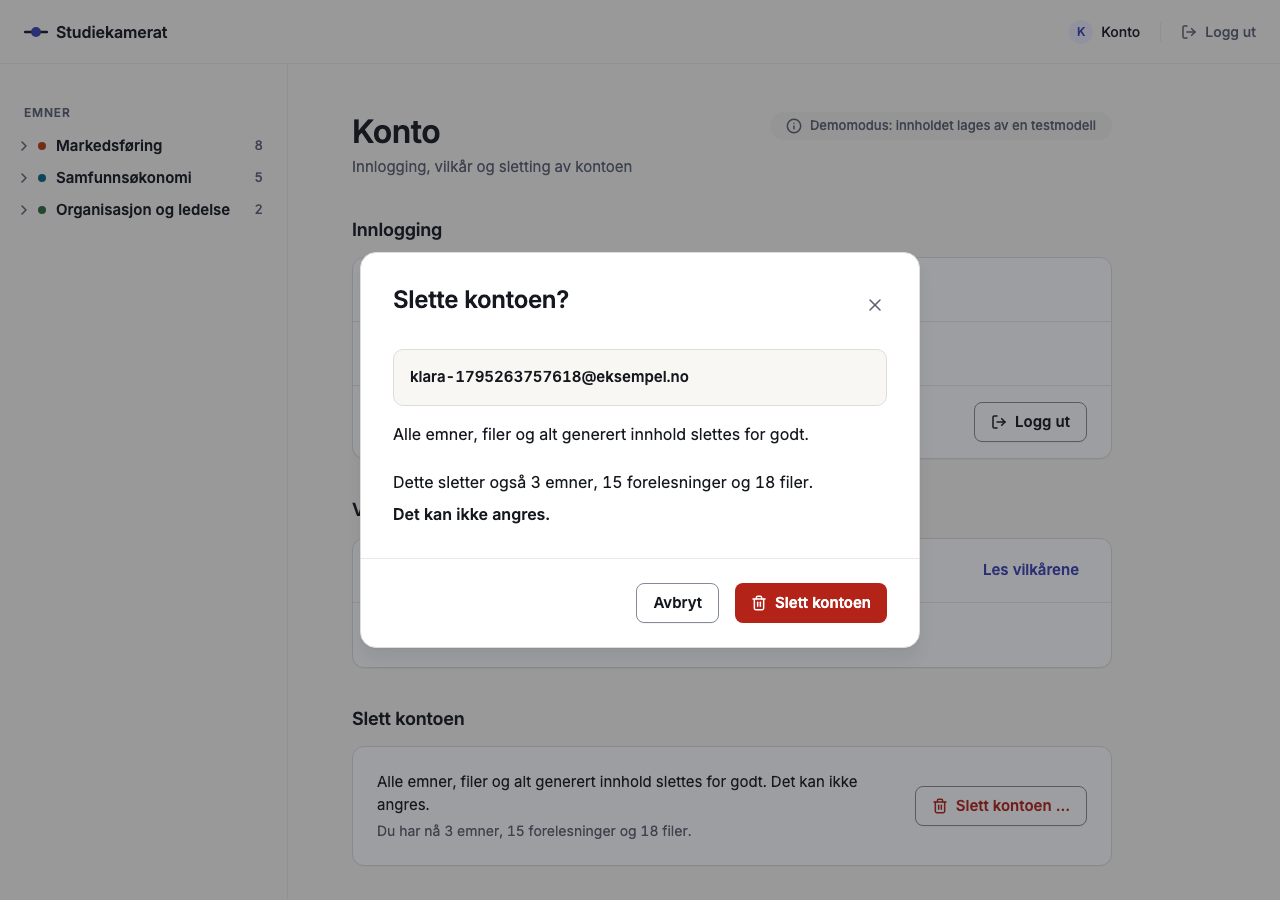 Studiekamerat
K Konto
Logg ut
EMNER
Markedsføring 8
Samfunnsøkonomi 5
Organisasjon og ledelse 2
Konto
Demomodus: innholdet lages av en testmodell
Innlogging, vilkår og sletting av kontoen
Innlogging
Slette kontoen?
klara-1795263757618@eksempel.no
Alle emner, filer og alt generert innhold slettes for godt.
Logg ut
Dette sletter også 3 emner, 15 forelesninger og 18 filer.
Det kan ikke angres.
Les vilkårene
Avbryt
Slett kontoen
Slett kontoen
Alle emner, filer og alt generert innhold slettes for godt. Det kan ikke
angres.
Du har nå 3 emner, 15 forelesninger og 18 filer.
Slett kontoen ...